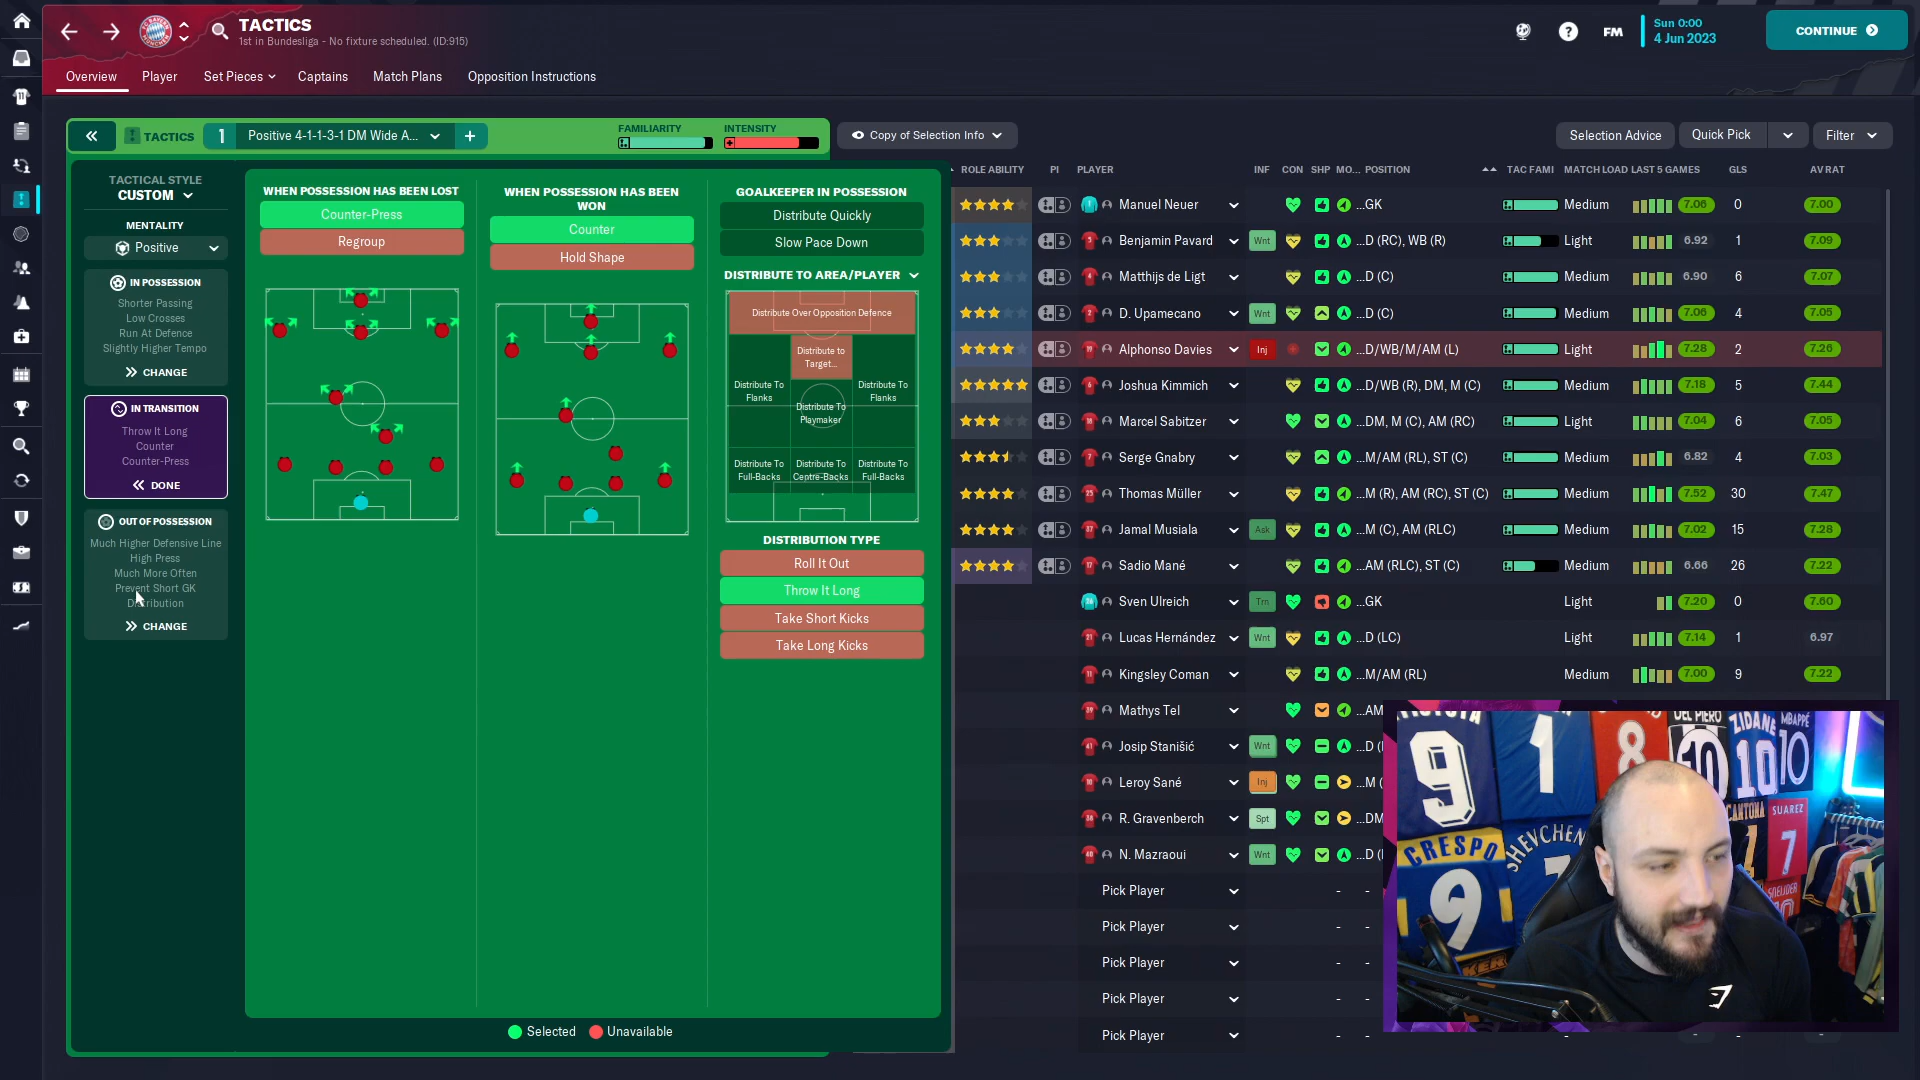 TACTICS
1st in Bundesliga - No fixture scheduled. (ID:915)
FM
Sun 0:00
4 Jun 2023
CONTINUE
Overview
Player
Set Pieces
Captains
Match Plans
Opposition Instructions
TACTICS
1
Positive 4-1-1-3-1 DM Wide A...
FAMILIARITY
INTENSITY
Copy of Selection Info
Selection Advice
Quick Pick
Filter
TACTICAL STYLE
CUSTOM
MENTALITY
Positive
IN POSSESSION
Shorter Passing
Low Crosses
Run At Defence
Slightly Higher Tempo
CHANGE
IN TRANSITION
Throw It Long
Counter
Counter-Press
DONE
OUT OF POSSESSION
Much Higher Defensive Line
High Press
Much More Often
Prevent Short GK
Distribution
CHANGE
WHEN POSSESSION HAS BEEN LOST
Counter-Press
Regroup
WHEN POSSESSION HAS BEEN
WON
Counter
Hold Shape
GOALKEEPER IN POSSESSION
Distribute Quickly
Slow Pace Down
DISTRIBUTE TO AREA/PLAYER
Distribute Over Opposition Defence
Distribute to
Target...
Distribute To
Flanks
Distribute To
Playmaker
Distribute To
Flanks
Distribute To
Full-Backs
Distribute To
Centre-Backs
Distribute To
Full-Backs
DISTRIBUTION TYPE
Roll It Out
Throw It Long
Take Short Kicks
Take Long Kicks
Selected
Unavailable
ROLE ABILITY PI PLAYER INF CON SHP MO... POSITION TAC FAMI MATCH LOAD LAST 5 GAMES GLS AV RAT
Manuel Neuer ...GK Medium 7.06 0 7.00
Benjamin Pavard Wnt ...D (RC), WB (R) Light 6.92 1 7.09
Matthijs de Ligt ...D (C) Medium 6.90 6 7.07
D. Upamecano Wnt ...D (C) Medium 7.06 4 7.05
Alphonso Davies Inj ...D/WB/M/AM (L) Light 7.28 2 7.26
Joshua Kimmich ...D/WB (R), DM, M (C) Medium 7.18 5 7.44
Marcel Sabitzer ...DM, M (C), AM (RC) Light 7.04 6 7.05
Serge Gnabry ...M/AM (RL), ST (C) Medium 6.82 4 7.03
Thomas Müller ...M (R), AM (RC), ST (C) Medium 7.52 30 7.47
Jamal Musiala Ask ...M (C), AM (RLC) Medium 7.02 15 7.28
Sadio Mané ...AM (RLC), ST (C) Medium 6.66 26 7.22
Sven Ulreich Trn ...GK Light 7.20 0 7.60
Lucas Hernández Wnt ...D (LC) Light 7.14 1 6.97
Kingsley Coman ...M/AM (RL) Medium 7.00 9 7.22
Mathys Tel ...AM
Josip Stanišić Wnt ...D (
Leroy Sané Inj ...M (
R. Gravenberch Spt ...DM
N. Mazraoui Wnt ...D (
Pick Player - -
Pick Player - -
Pick Player - -
Pick Player - -
Pick Player - -
9
1
8
DEL PIERO
10
ZIDANE
10
MBAPPÉ
10
CANTONA
SUAREZ
7
CRESPO
9
SHEVCHEN
7
SNEIJDER